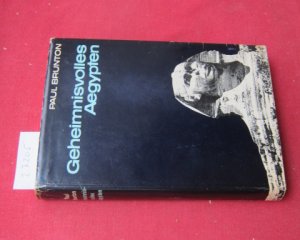 PAUL BRUNTON
Geheimnisvolles
Aegypten